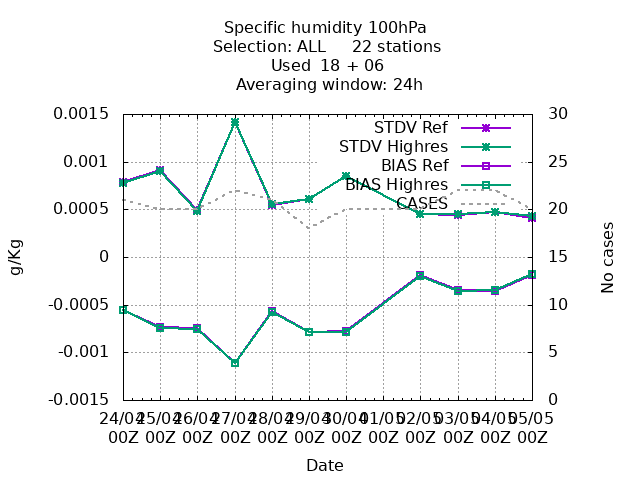 Specific humidity 100hPa
Selection: ALL 22 stations
Used 18 + 06
Averaging window: 24h
STDV Ref
STDV Highres
BIAS Ref
BIAS Highres
CASES
0.0015
0.001
0.0005
0
-0.0005
-0.001
-0.0015
30
25
20
15
10
5
0
g/Kg
No cases
24/04 25/04 26/04 27/04 28/04 29/04 30/04 01/05 02/05 03/05 04/05 05/05
00Z 00Z 00Z 00Z 00Z 00Z 00Z 00Z 00Z 00Z 00Z 00Z
Date